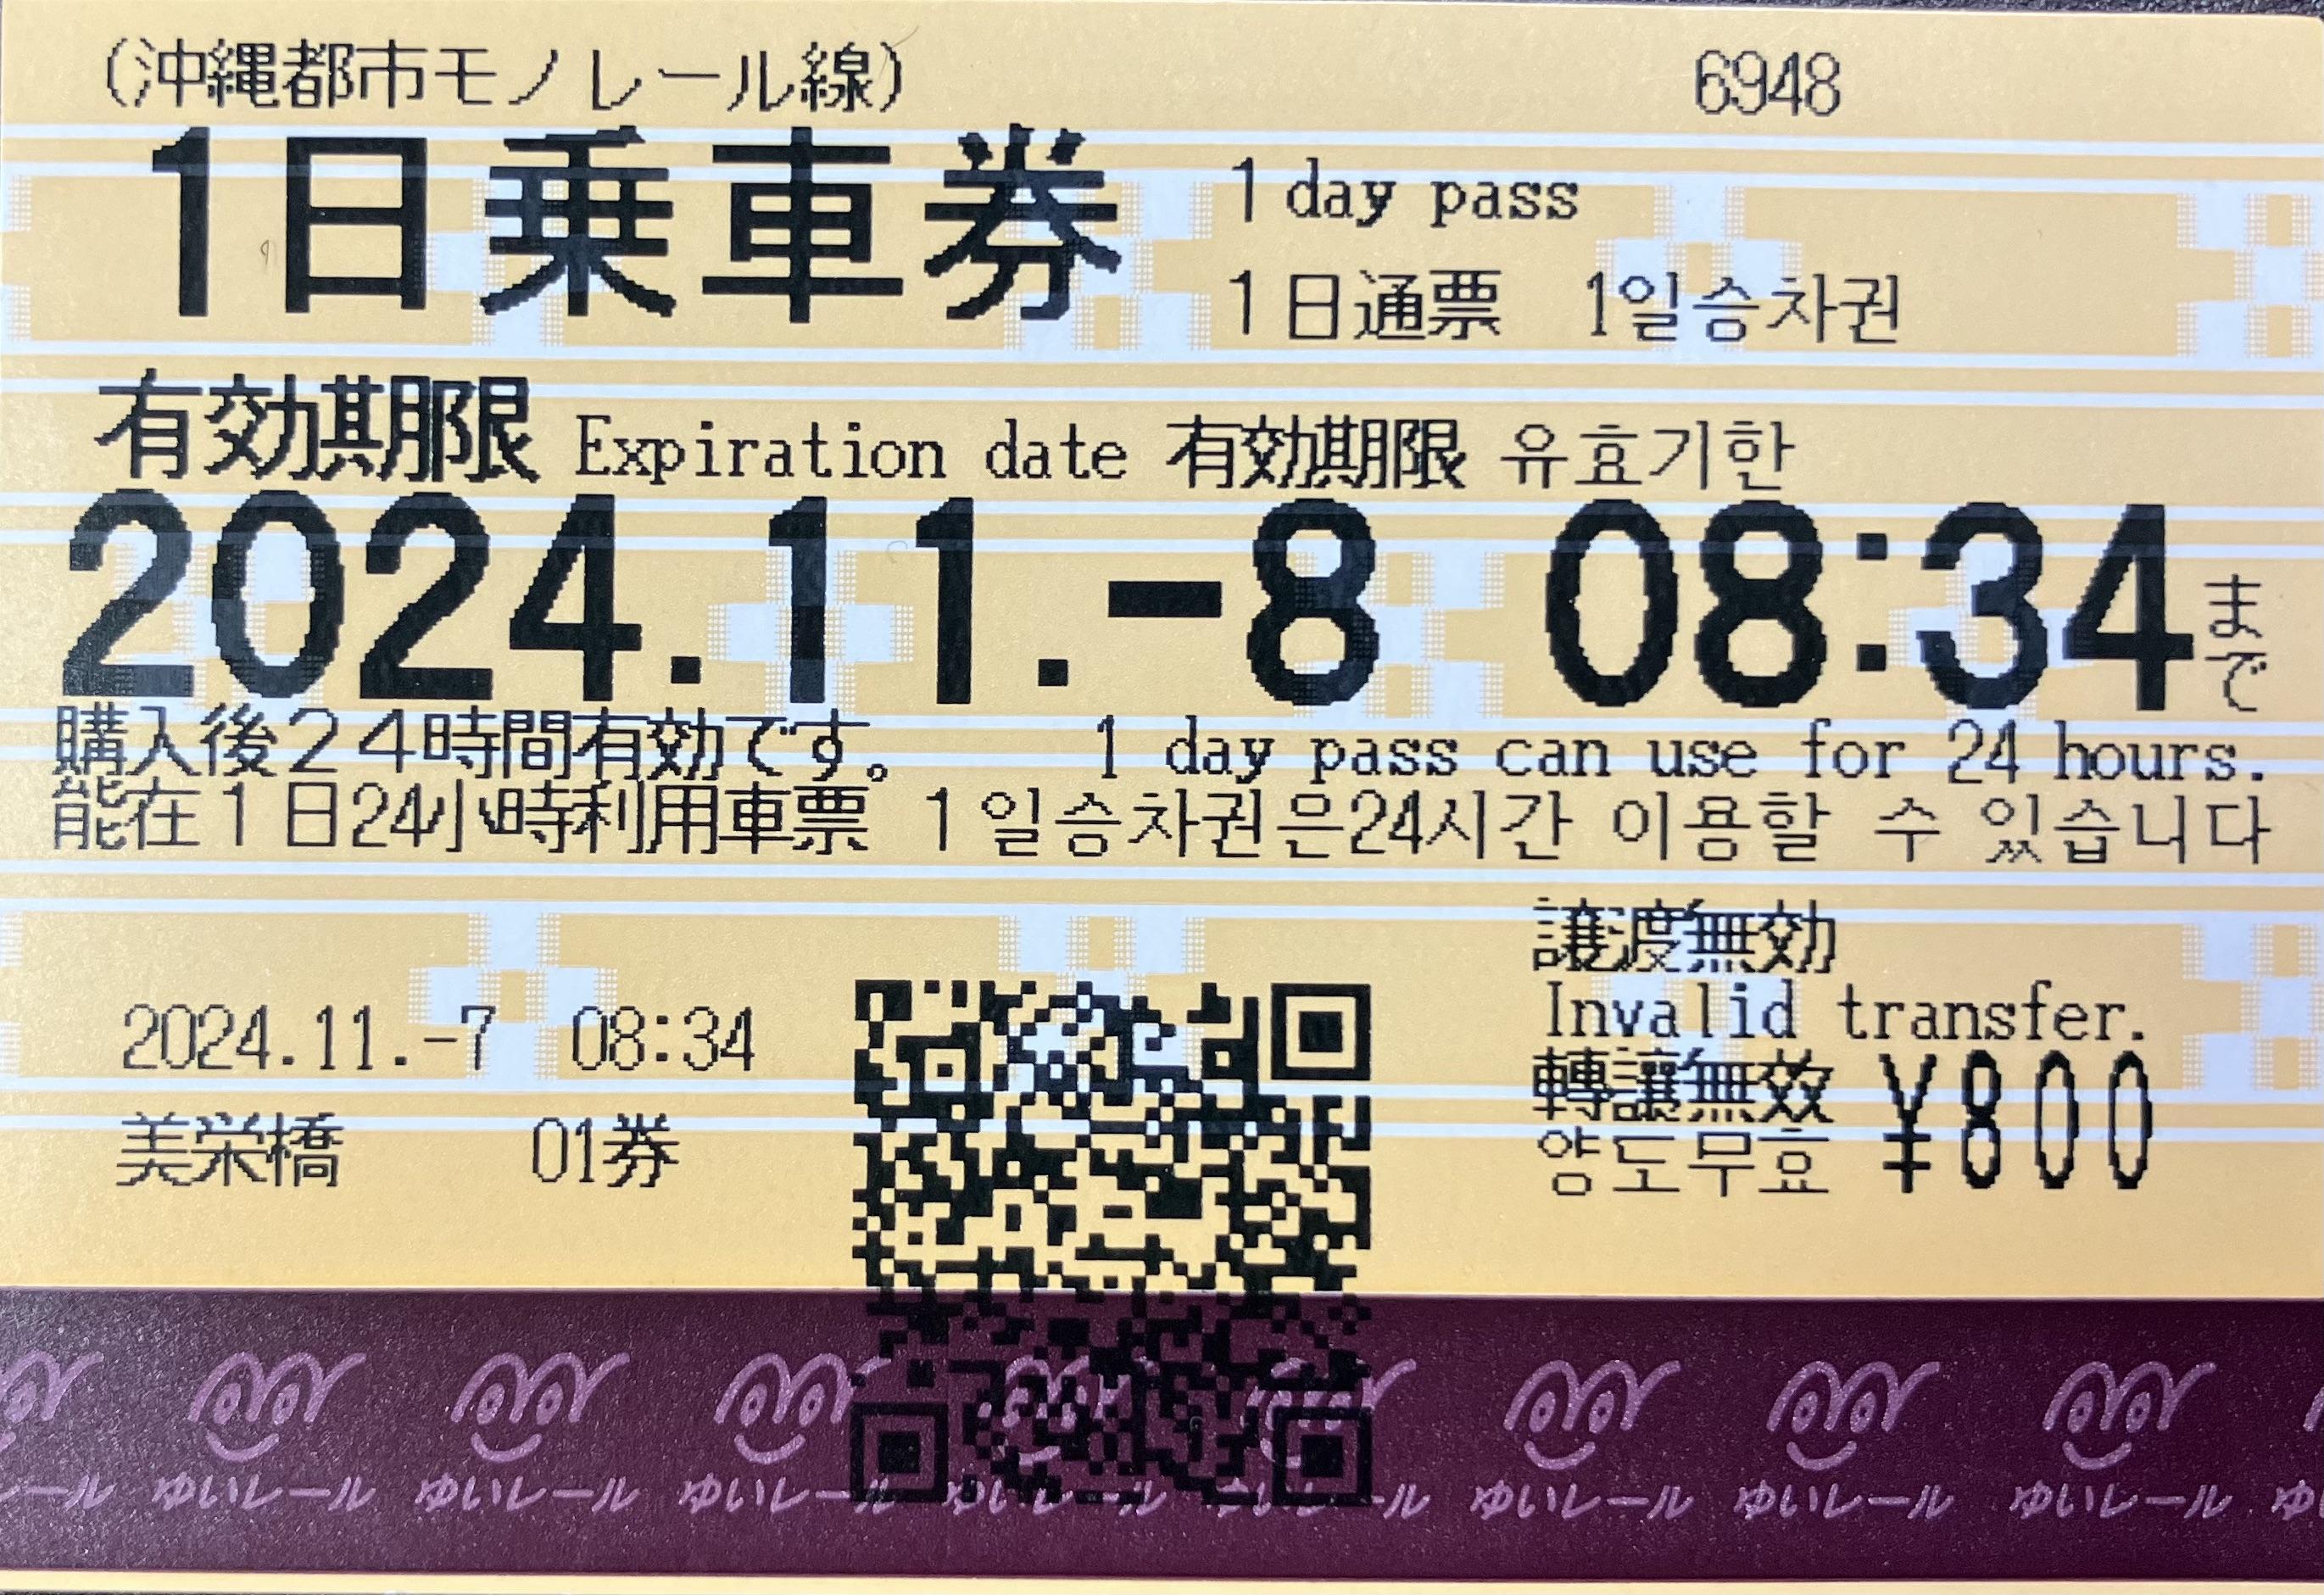 (沖縄都市モノレール線) 6948
1日乗車券 1 day pass
1日通票 1일승차권
有効期限 Expiration date 有効期限 유효기한
2024.11.-8 08:34まで
購入後24時間有効です。 1 day pass can use for 24 hours.
能在1日24小時利用車票 1일승차권은24시간 이용할 수 있습니다
譲渡無効
Invalid transfer.
2024.11.-7 08:34
轉讓無效 ¥800
양도무효
美栄橋 01券
ゆいレール ゆいレール ゆいレール ゆいレール ゆいレール ゆいレール ゆいレール